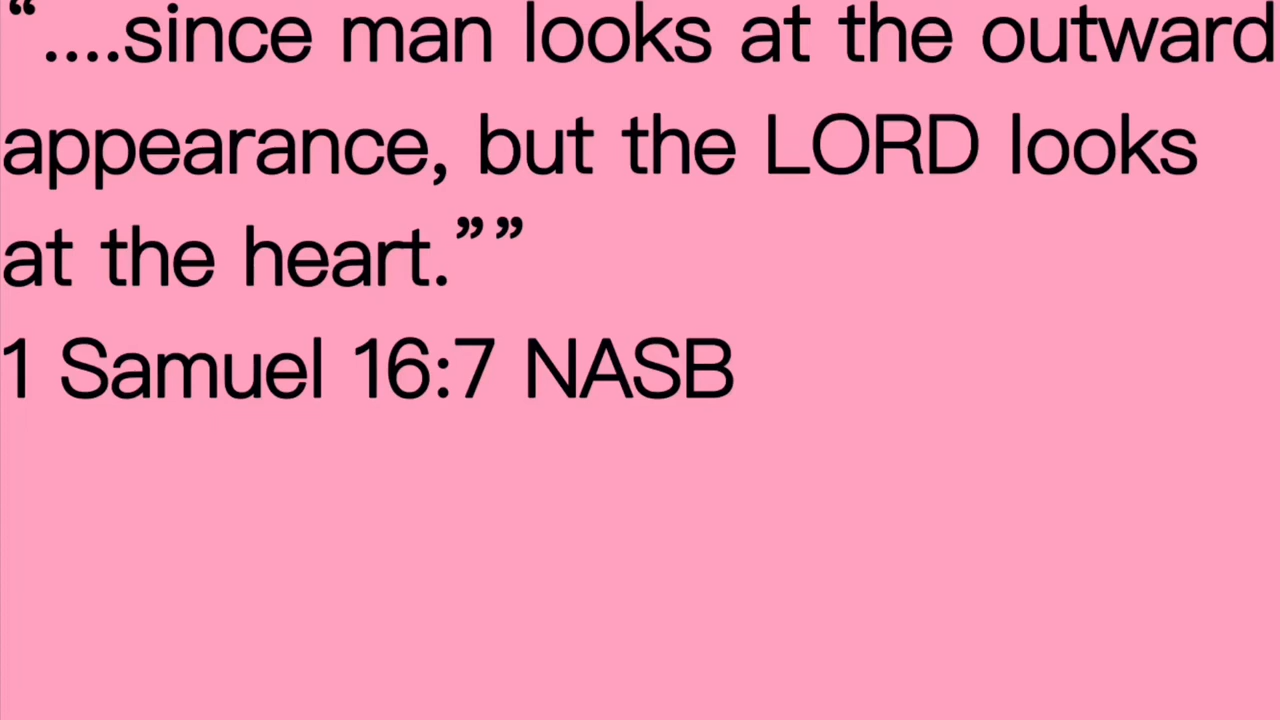 “....since man looks at the outward
appearance, but the LORD looks
at the heart.””
1 Samuel 16:7 NASB